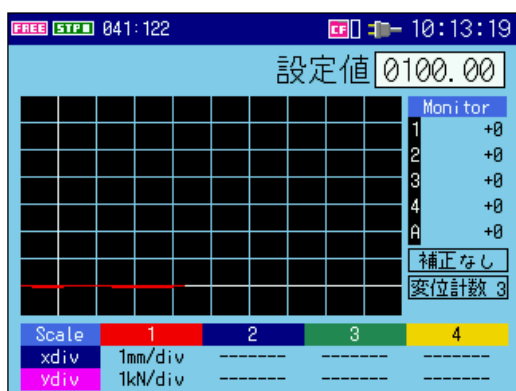 FREE STP 041:122 CF 10:13:19
設定値 0100.00
Monitor
1 +0
2 +0
3 +0
4 +0
A +0
補正なし
変位計数 3
Scale 1 2 3 4
xdiv 1mm/div ------- ------- -------
ydiv 1kN/div ------- ------- -------